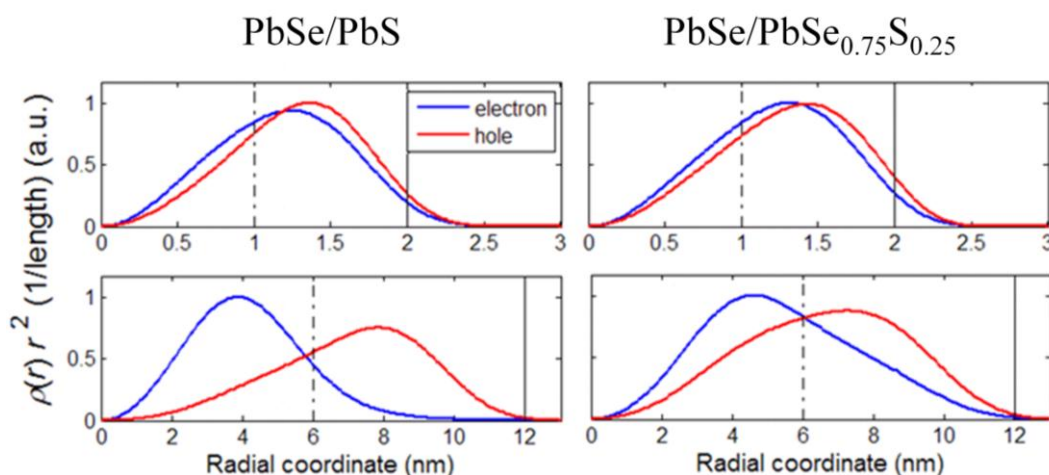 PbSe/PbS
PbSe/PbSe₀.₇₅S₀.₂₅
ρ(r) r ² (1/length) (a.u.)
electron
hole
1
0.5
0
0 0.5 1 1.5 2 2.5 3
0 0.5 1 1.5 2 2.5 3
1
0.5
0
0 2 4 6 8 10 12
0 2 4 6 8 10 12
Radial coordinate (nm)
Radial coordinate (nm)